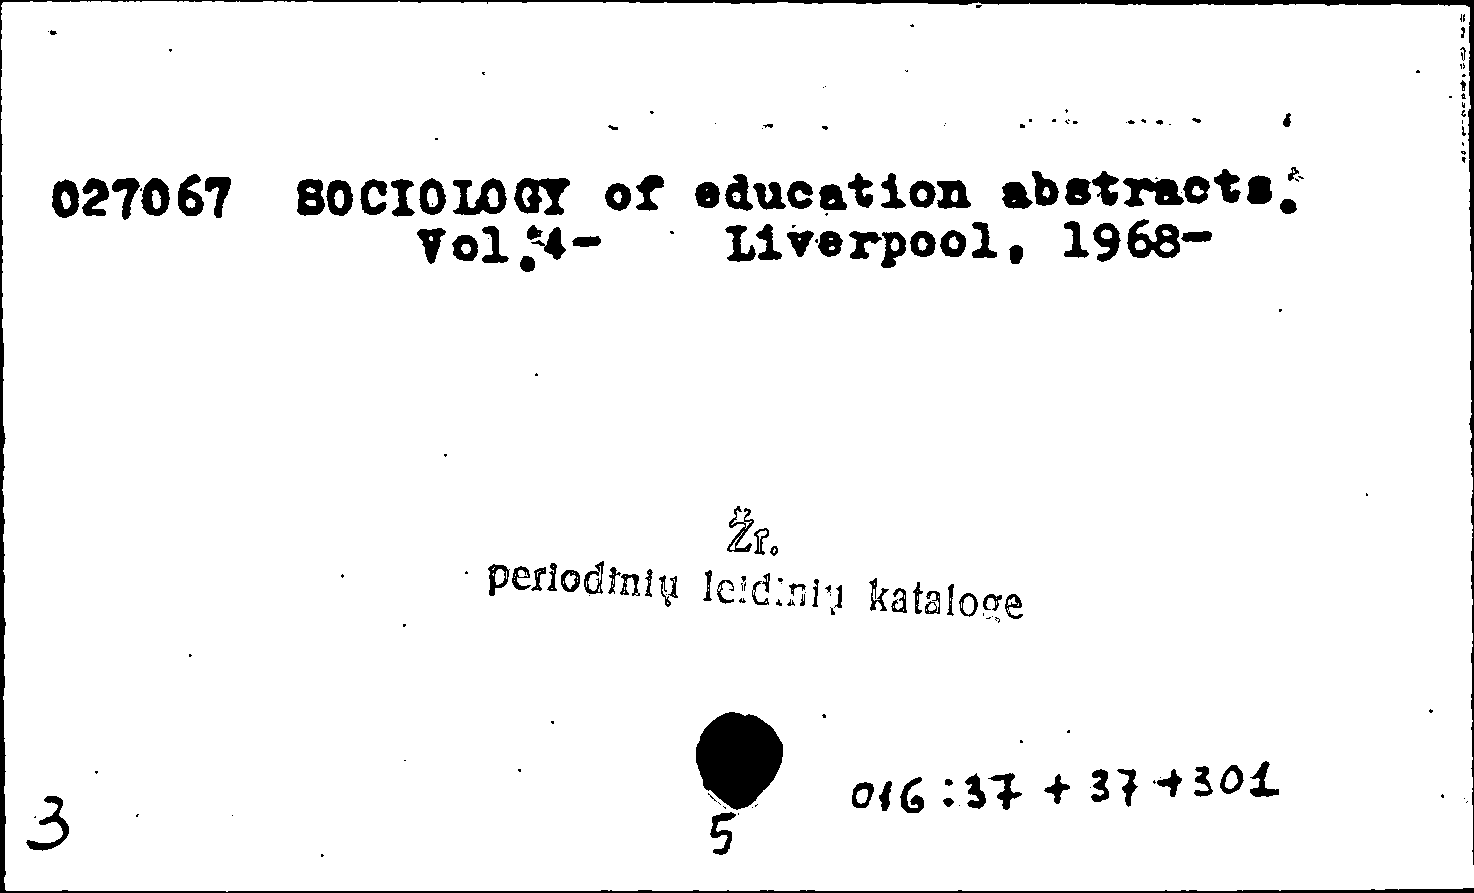 027067 SOCIOLOGY of education abstracts.
Vol.4- Liverpool, 1968-
Žr.
periodinių leidinių kataloge
016:37 + 37 + 301
3
5